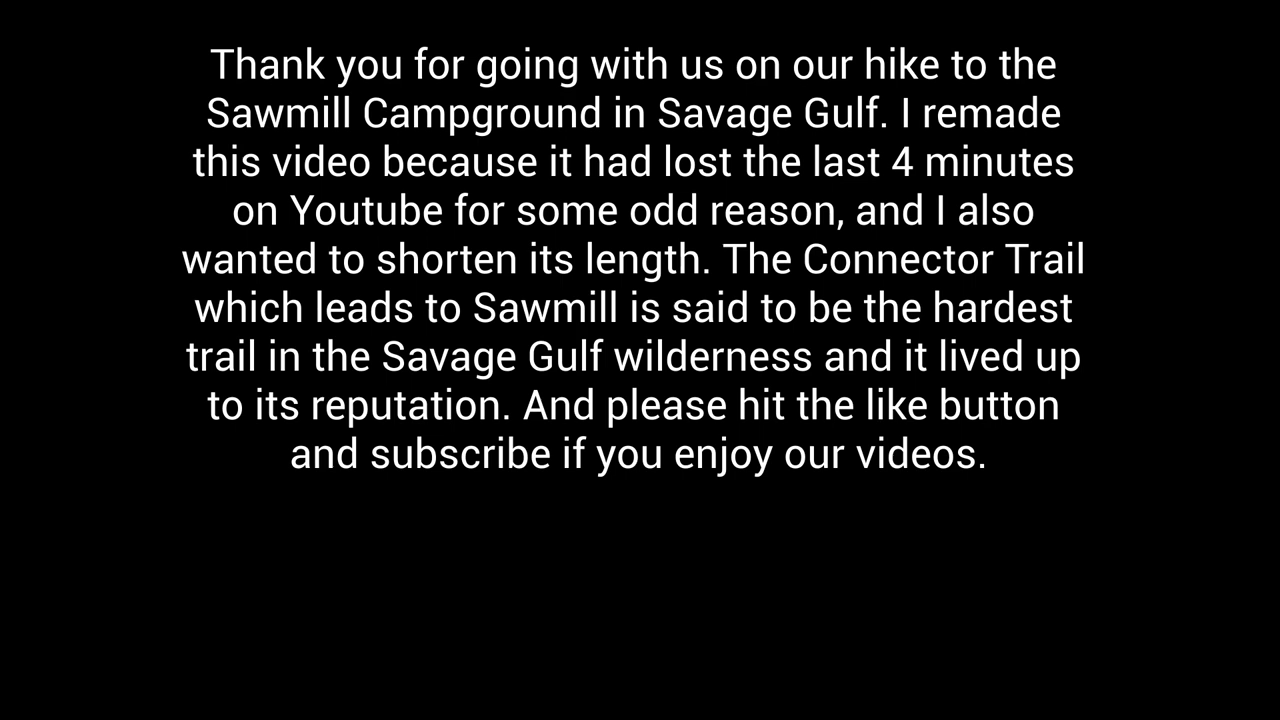 Thank you for going with us on our hike to the
Sawmill Campground in Savage Gulf. I remade
this video because it had lost the last 4 minutes
on Youtube for some odd reason, and I also
wanted to shorten its length. The Connector Trail
which leads to Sawmill is said to be the hardest
trail in the Savage Gulf wilderness and it lived up
to its reputation. And please hit the like button
and subscribe if you enjoy our videos.